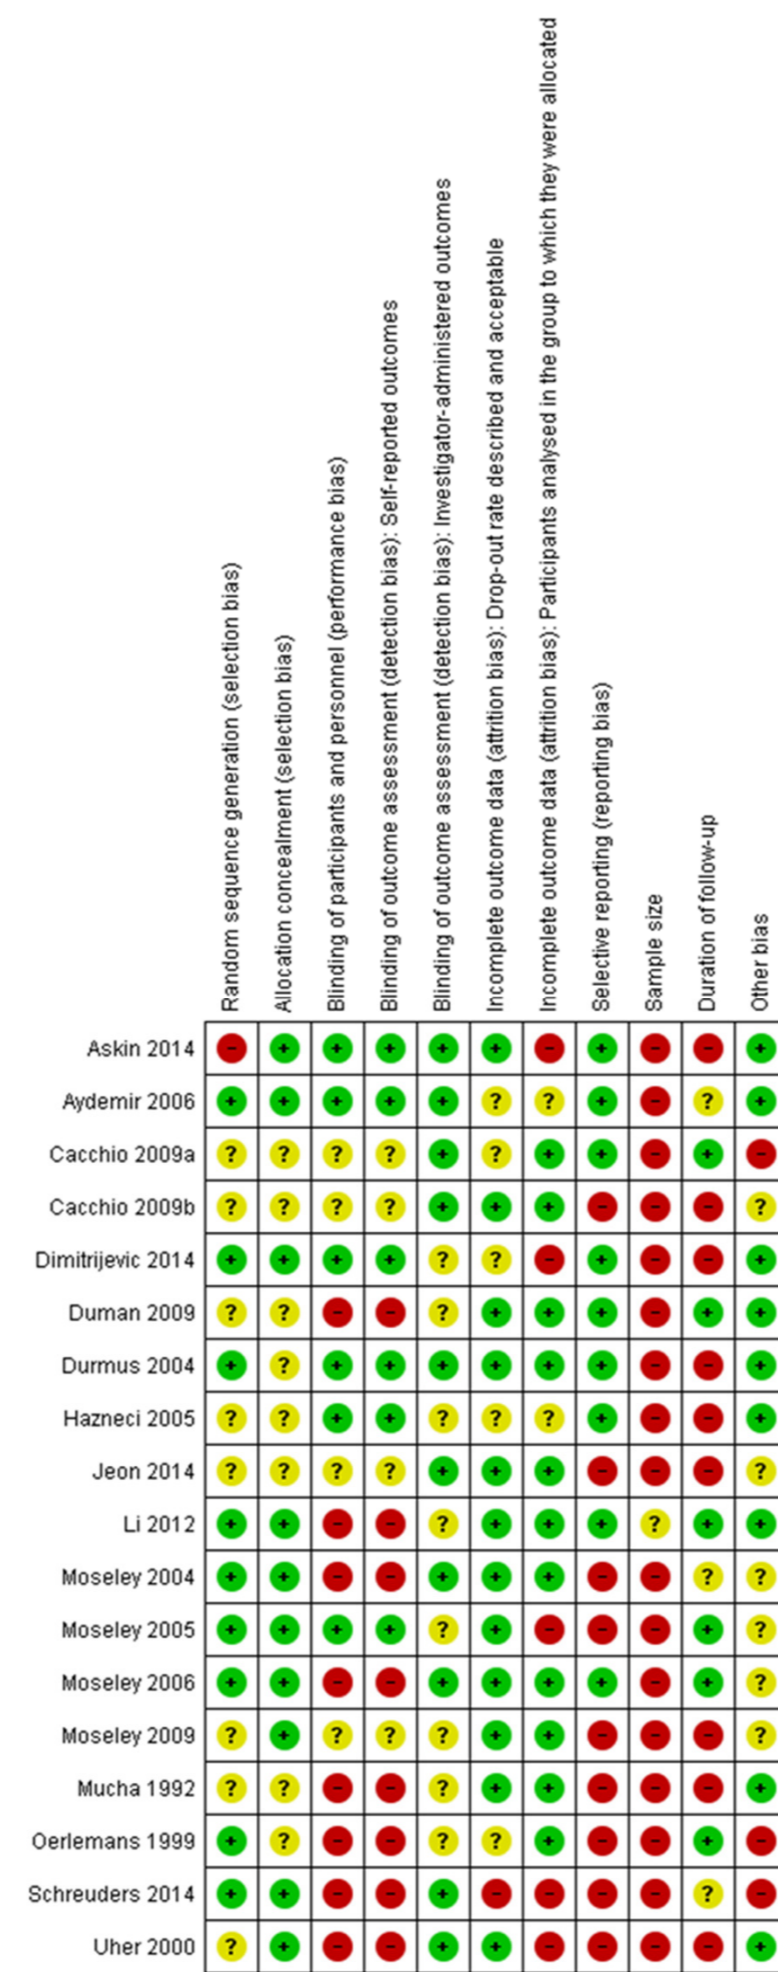 Random sequence generation (selection bias)
Allocation concealment (selection bias)
Blinding of participants and personnel (performance bias)
Blinding of outcome assessment (detection bias): Self-reported outcomes
Blinding of outcome assessment (detection bias): Investigator-administered outcomes
Incomplete outcome data (attrition bias): Drop-out rate described and acceptable
Incomplete outcome data (attrition bias): Participants analysed in the group to which they were allocated
Selective reporting (reporting bias)
Sample size
Duration of follow-up
Other bias
Askin 2014 - + + + + + - + - - +
Aydemir 2006 + + + + + ? ? + - ? +
Cacchio 2009a ? ? ? ? + ? + + - + -
Cacchio 2009b ? ? ? ? + + + - - - ?
Dimitrijevic 2014 + + + + ? ? - + - - +
Duman 2009 ? ? - - ? + + + - + +
Durmus 2004 + ? + + + + + + - - +
Hazneci 2005 ? ? + + ? ? ? + - - +
Jeon 2014 ? ? ? ? + + + - - - ?
Li 2012 + + - - ? + + + ? + +
Moseley 2004 + + - - + + + - - ? ?
Moseley 2005 + + + + ? + - - - + ?
Moseley 2006 + + - - + + + + - + ?
Moseley 2009 ? + ? ? ? + + - - - ?
Mucha 1992 ? ? - - ? + + - - - +
Oerlemans 1999 + ? - - ? ? + - - + -
Schreuders 2014 + + - - + - - - - ? -
Uher 2000 ? + - - + + - - - - +